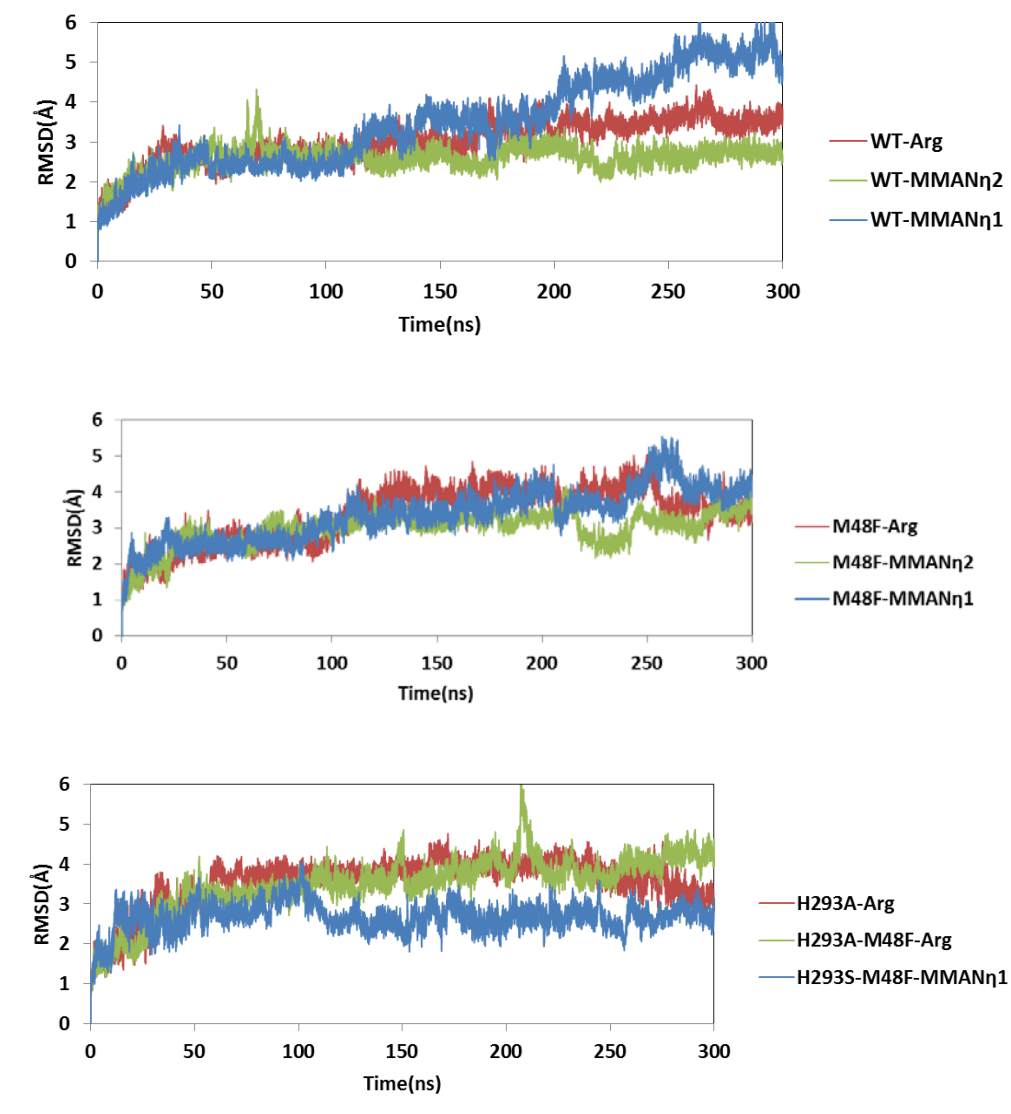 6
5
4
3
2
1
0
RMSD(Å)
0 50 100 150 200 250 300
Time(ns)
WT-Arg
WT-MMANη2
WT-MMANη1
6
5
4
3
2
1
0
RMSD(Å)
0 50 100 150 200 250 300
Time(ns)
M48F-Arg
M48F-MMANη2
M48F-MMANη1
6
5
4
3
2
1
0
RMSD(Å)
0 50 100 150 200 250 300
Time(ns)
H293A-Arg
H293A-M48F-Arg
H293S-M48F-MMANη1